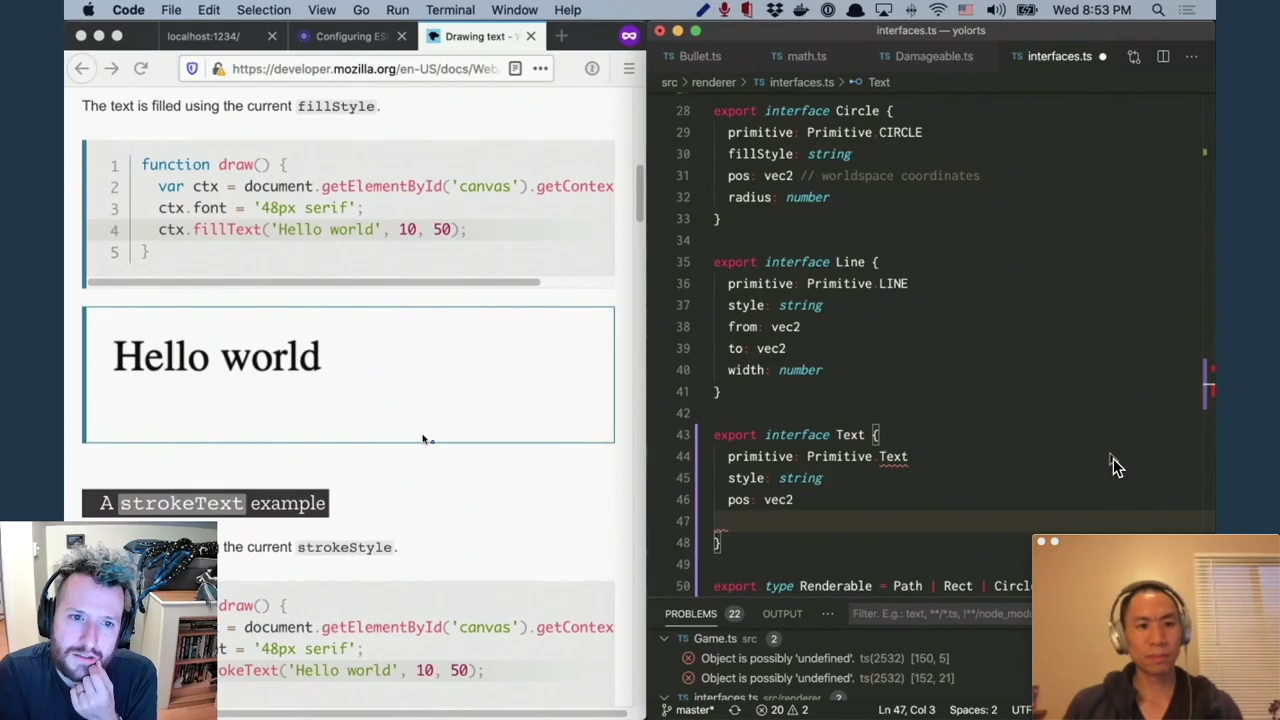 Code File Edit Selection View Go Run Terminal Window Help Wed 8:53 PM
localhost:1234/ Configuring ES Drawing text - W
https://developer.mozilla.org/en-US/docs/Web,
The text is filled using the current fillStyle.
1 function draw() {
2 var ctx = document.getElementById('canvas').getContex
3 ctx.font = '48px serif';
4 ctx.fillText('Hello world', 10, 50);
5 }
Hello world
A strokeText example
the current strokeStyle.
draw() {
= document.getElementById('canvas').getContex
t = '48px serif';
okeText('Hello world', 10, 50);
interfaces.ts — yolorts
Bullet.ts math.ts Damageable.ts interfaces.ts
src renderer interfaces.ts Text
28 export interface Circle {
29 primitive: Primitive.CIRCLE
30 fillStyle: string
31 pos: vec2 // worldspace coordinates
32 radius: number
33 }
34
35 export interface Line {
36 primitive: Primitive.LINE
37 style: string
38 from: vec2
39 to: vec2
40 width: number
41 }
42
43 export interface Text {
44 primitive: Primitive.Text
45 style: string
46 pos: vec2
47
48 }
49
50 export type Renderable = Path | Rect | Circl
PROBLEMS 22 OUTPUT Filter. E.g.: text, **/*.ts, !**/node_modu
Game.ts src 2
Object is possibly 'undefined'. ts(2532) [150, 5]
Object is possibly 'undefined'. ts(2532) [152, 21]
interfaces.ts src/renderer 2
master* 20 2 Ln 47, Col 3 Spaces: 2 UTF